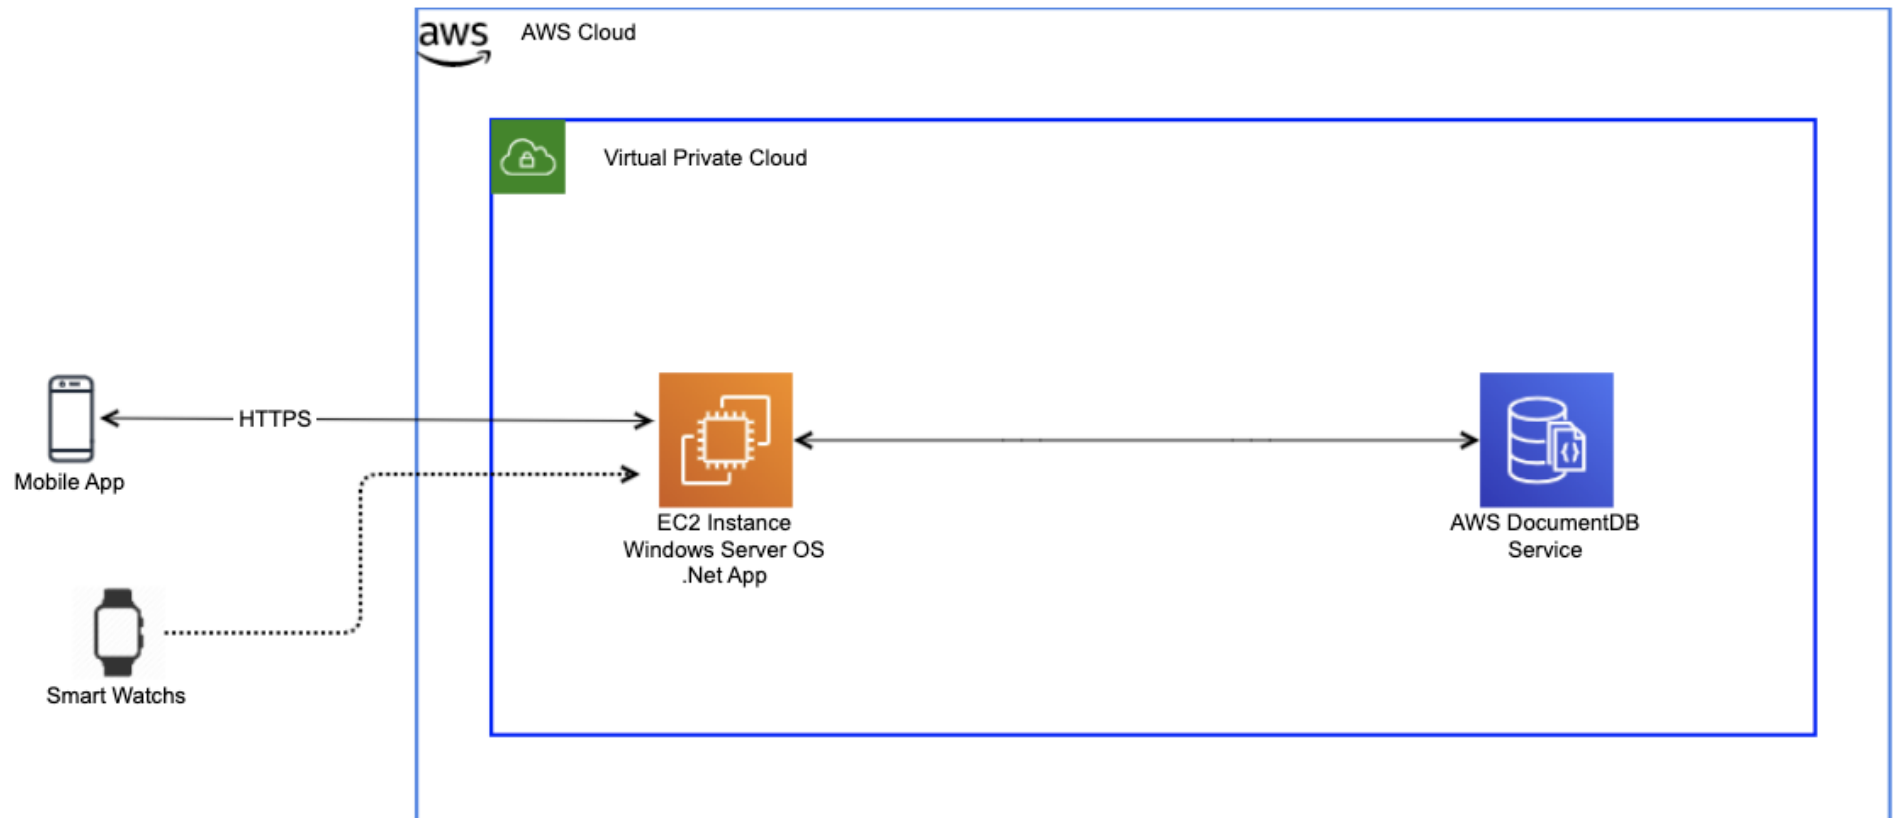 aws
AWS Cloud
Virtual Private Cloud
HTTPS
Mobile App
EC2 Instance
Windows Server OS
.Net App
AWS DocumentDB
Service
{}
Smart Watchs